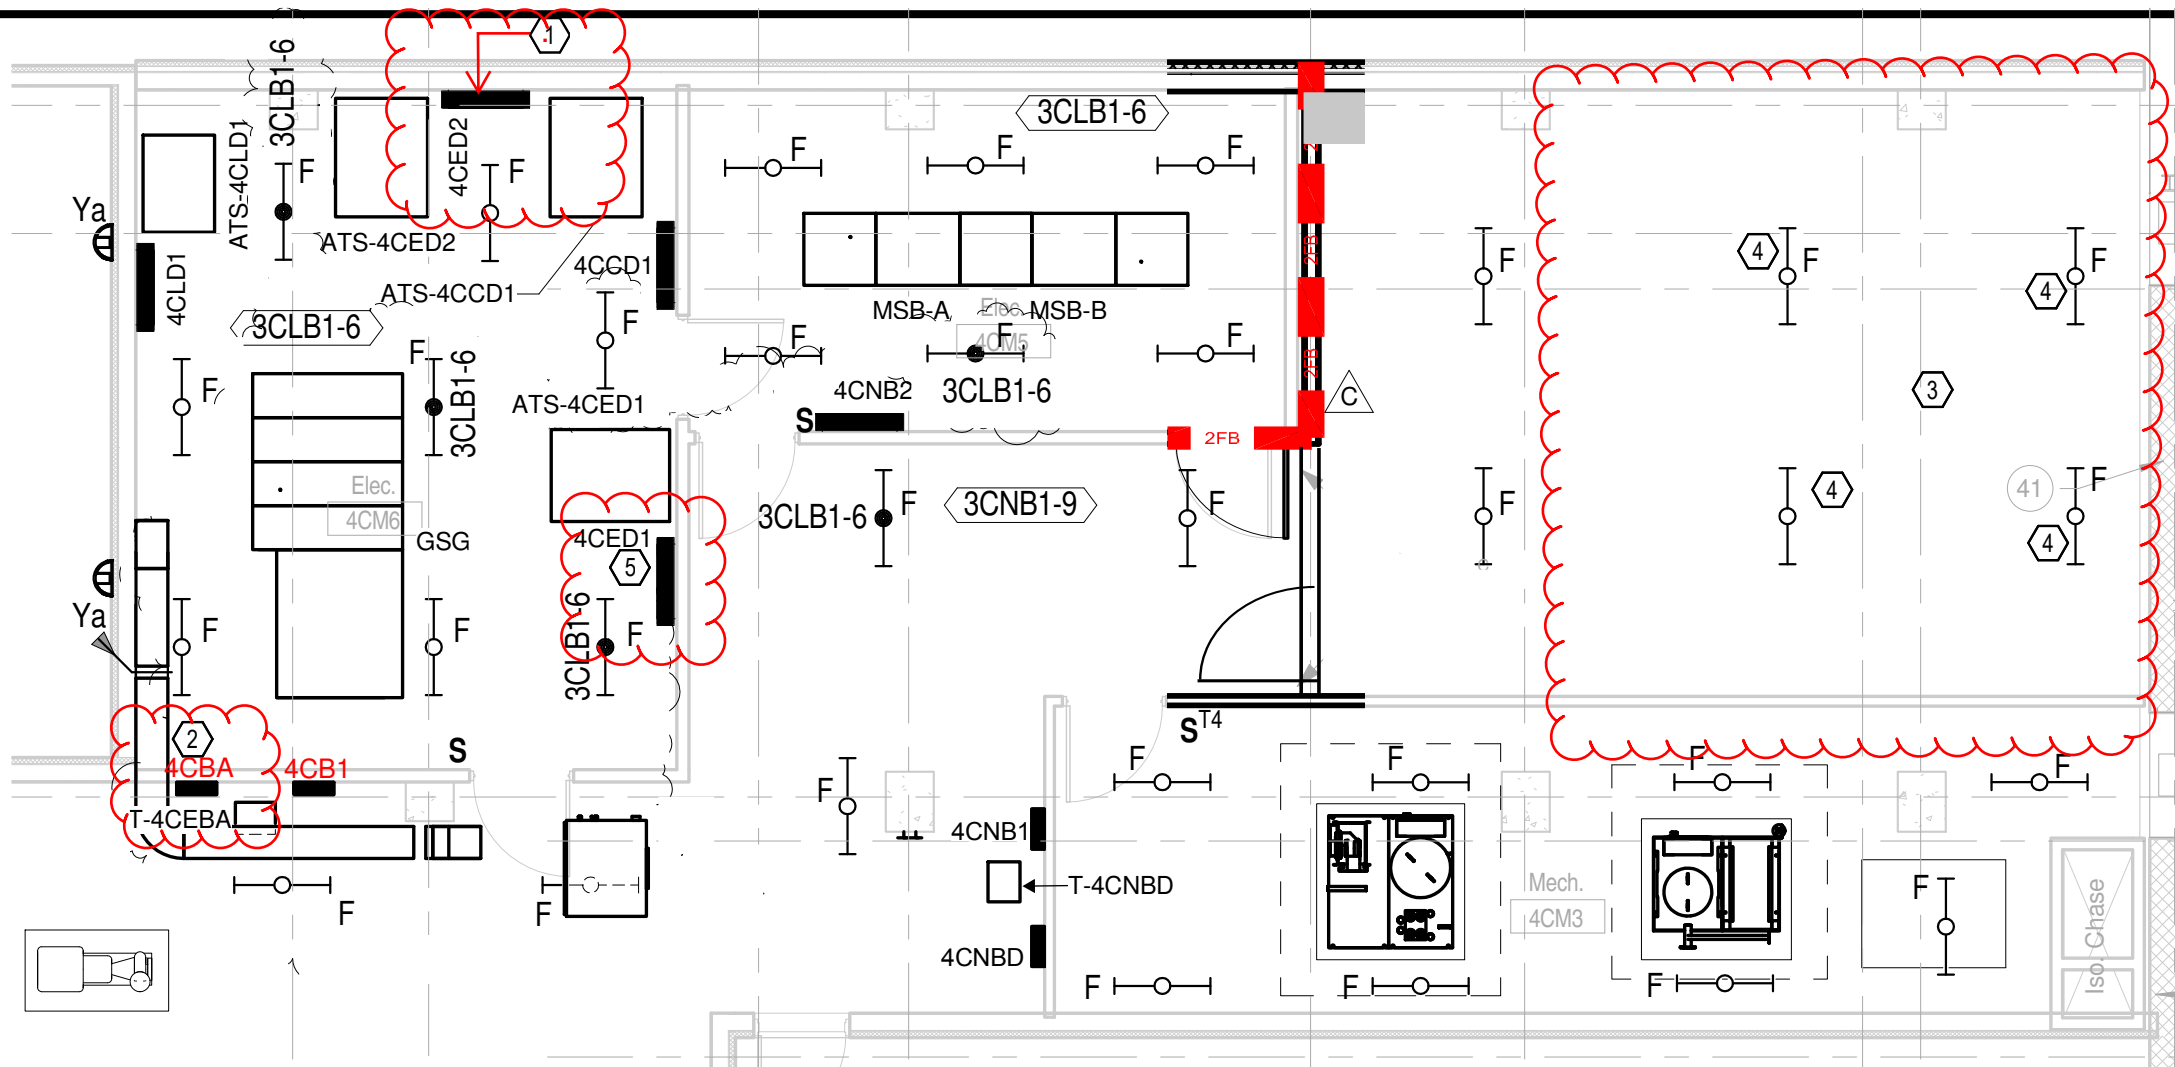 1
3CLB1-6
F
ATS-4CLD1
4CED2
F
3CLB1-6
F
F
F
Ya
ATS-4CED2
4CLD1
4CCD1
ATS-4CCD1
3CLB1-6
F
MSB-A
Elec.
MSB-B
4CM5
F
F
2FB
2FB
F
4
F
4
F
F
F
3CLB1-6
ATS-4CED1
4CNB2
3CLB1-6
S
C
3
2FB
Elec.
4CM6
GSG
4CED1
5
3CLB1-6
F
3CNB1-9
F
F
4
41
F
4
Ya
F
F
3CLB1-6
F
2
4CBA
4CB1
S
T-4CEBA
S T4
F
F
F
F
F
4CNB1
T-4CNBD
4CNBD
F
F
F
F
F
Mech.
4CM3
F
F
Iso. Chase